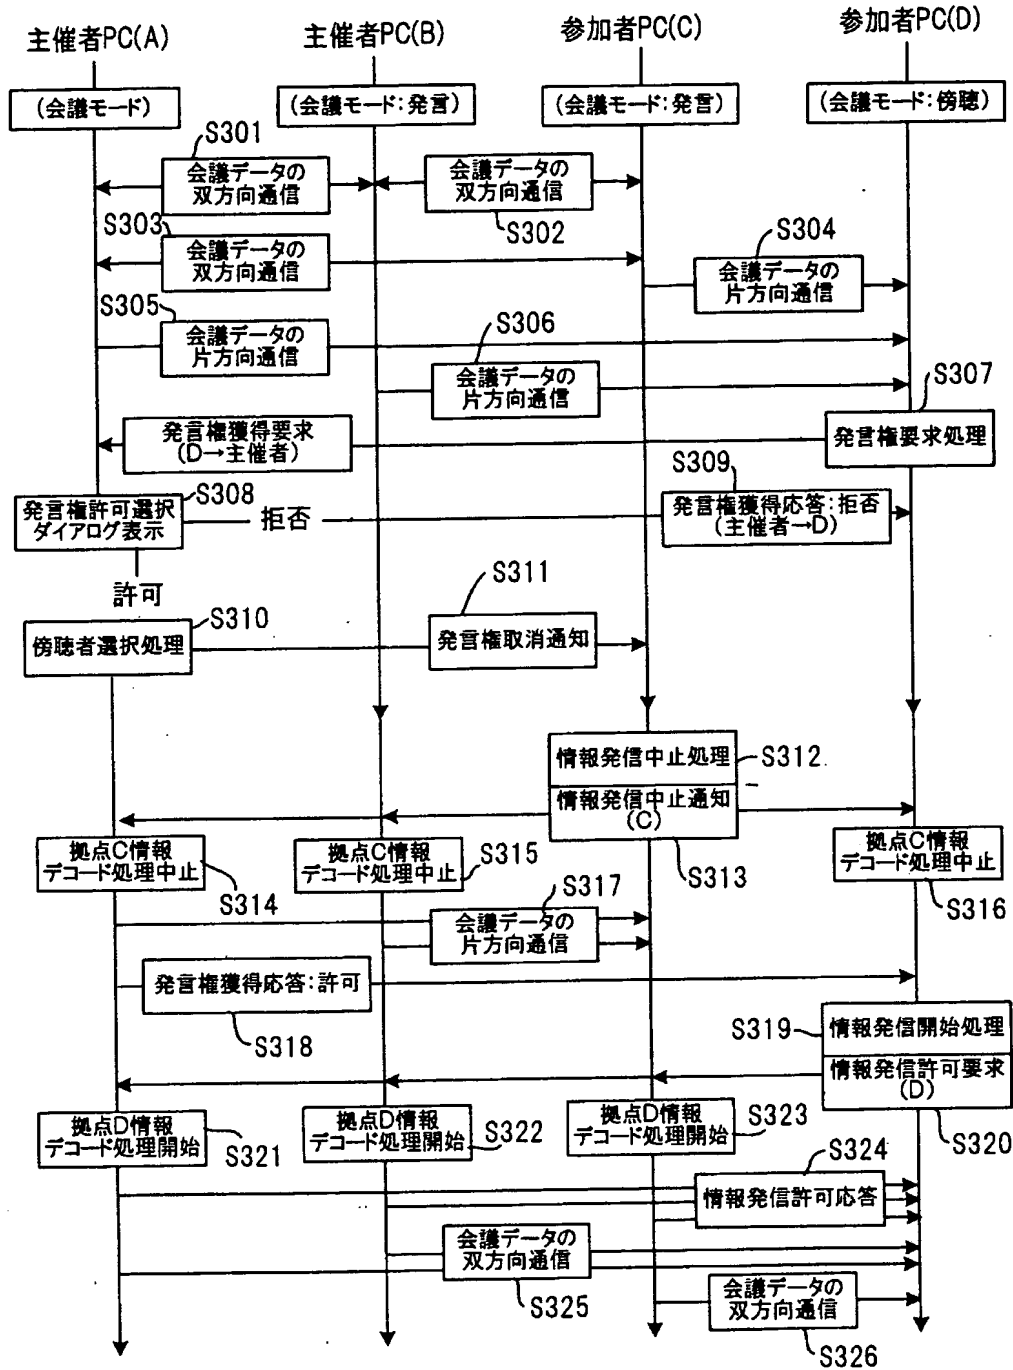 主催者PC(A)
主催者PC(B)
参加者PC(C)
参加者PC(D)
(会議モード)
(会議モード:発言)
(会議モード:発言)
(会議モード:傍聴)
S301
会議データの
双方向通信
会議データの
双方向通信
S302
S303
会議データの
双方向通信
S304
会議データの
片方向通信
S305
会議データの
片方向通信
S306
会議データの
片方向通信
S307
発言権要求処理
発言権獲得要求
(D→主催者)
S308
発言権許可選択
ダイアログ表示
拒否
S309
発言権獲得応答:拒否
(主催者→D)
許可
S310
傍聴者選択処理
S311
発言権取消通知
情報発信中止処理
S312
情報発信中止通知
(C)
S313
拠点C情報
デコード処理中止
S314
拠点C情報
デコード処理中止
S315
拠点C情報
デコード処理中止
S316
S317
会議データの
片方向通信
発言権獲得応答:許可
S318
S319
情報発信開始処理
情報発信許可要求
(D)
S320
拠点D情報
デコード処理開始
S321
拠点D情報
デコード処理開始
S322
拠点D情報
デコード処理開始
S323
S324
情報発信許可応答
会議データの
双方向通信
S325
会議データの
双方向通信
S326